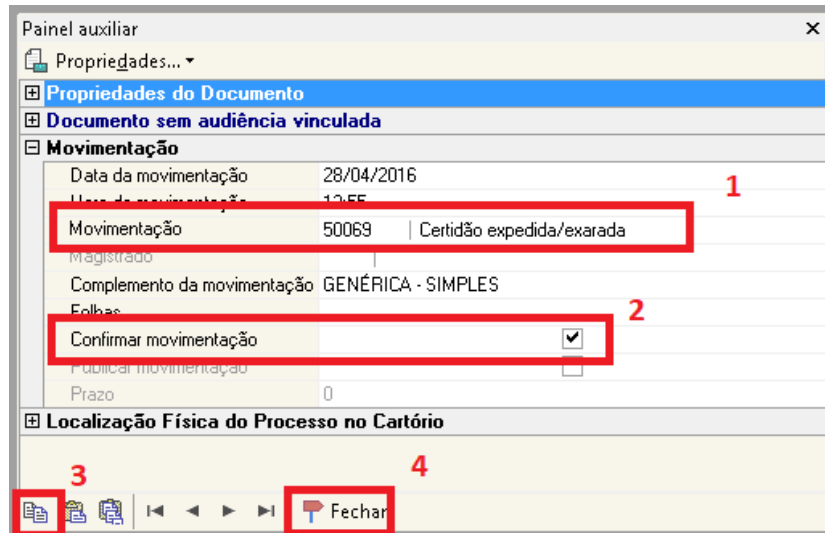 Painel auxiliar
Propriedades...
Propriedades do Documento
Documento sem audiência vinculada
Movimentação
Data da movimentação 28/04/2016
1
Movimentação 50069 Certidão expedida/exarada
Magistrado
Complemento da movimentação GENÉRICA - SIMPLES
Folhas
2
Confirmar movimentação
Publicar movimentação
Prazo 0
Localização Física do Processo no Cartório
3 4
Fechar